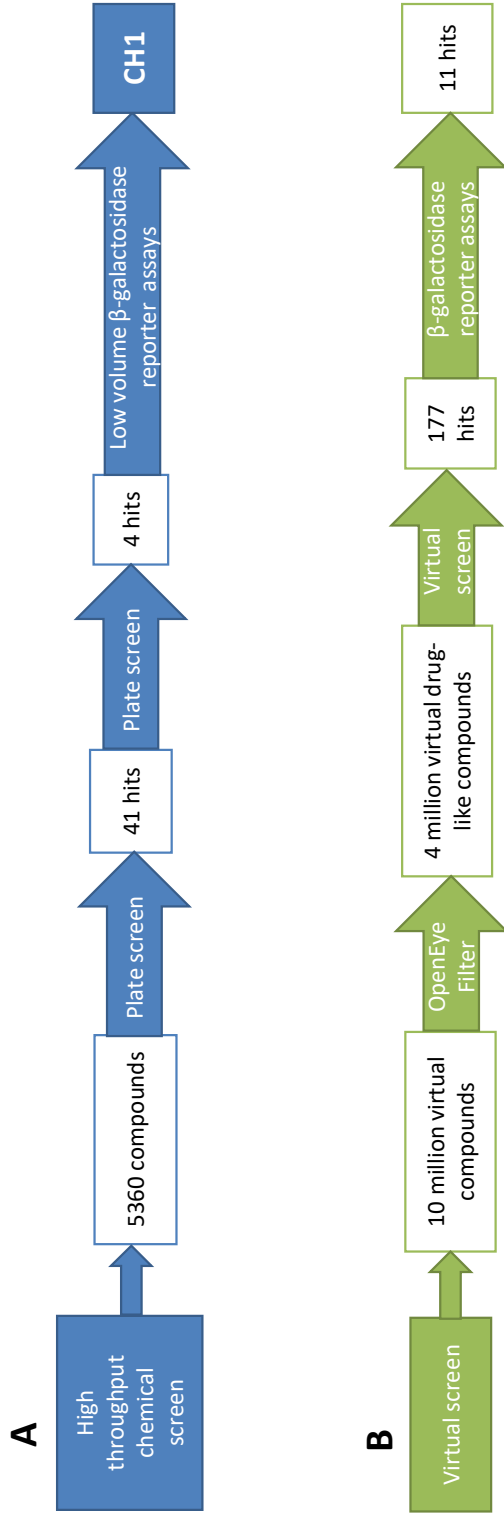 A
High
throughput
chemical
screen
5360 compounds
Plate screen
41 hits
Plate screen
4 hits
Low volume β-galactosidase
reporter assays
CH1
B
Virtual screen
10 million virtual
compounds
OpenEye
Filter
4 million virtual drug-
like compounds
Virtual
screen
177
hits
β-galactosidase
reporter assays
11 hits